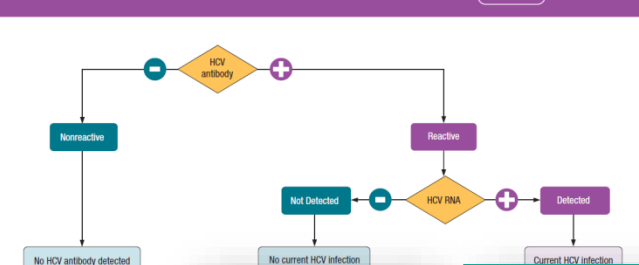 HCV
antibody
Nonreactive
Reactive
Not Detected
HCV RNA
Detected
No HCV antibody detected
No current HCV infection
Current HCV infection